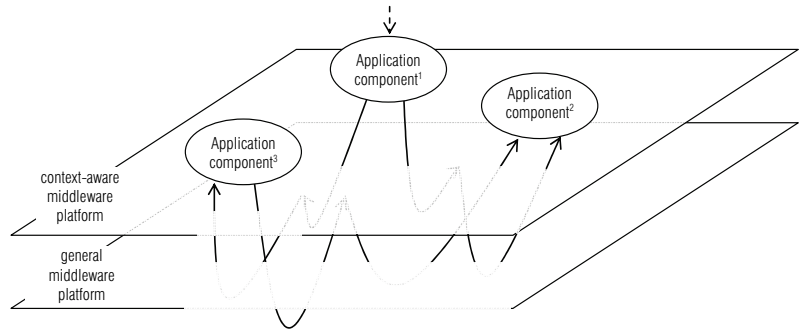 Application
component¹
Application
component²
Application
component³
context-aware
middleware
platform
general
middleware
platform